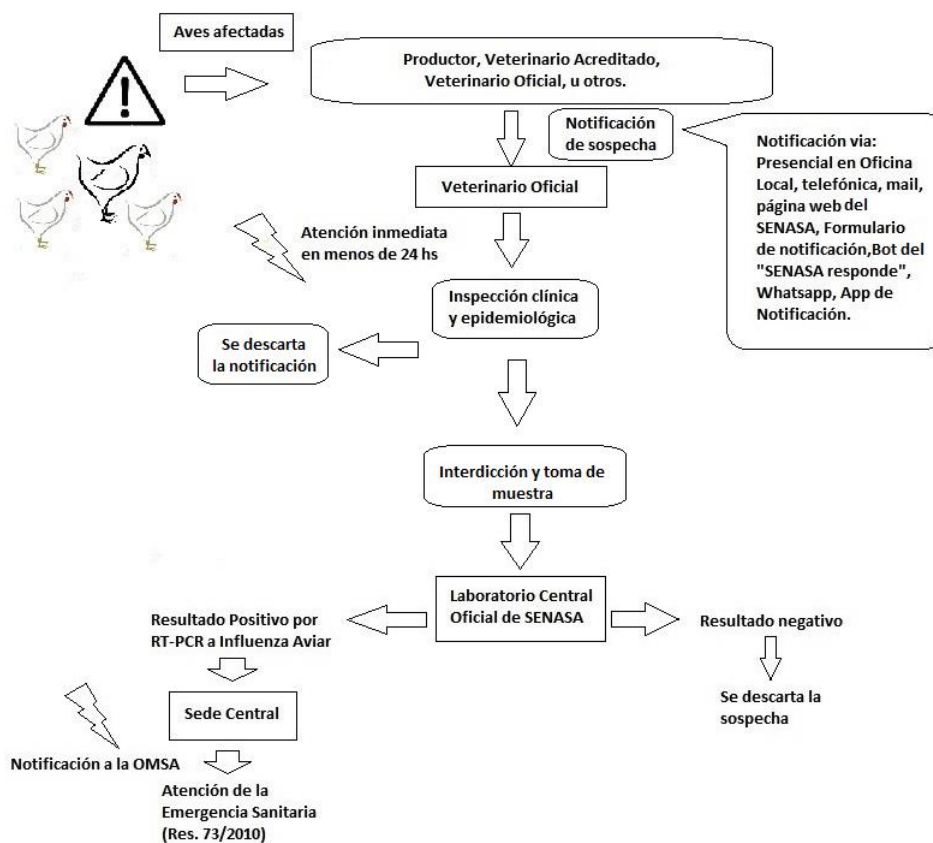 Aves afectadas
Productor, Veterinario Acreditado,
Veterinario Oficial, u otros.
Notificación
de sospecha
Notificación via:
Presencial en Oficina
Local, telefónica, mail,
página web del
SENASA, Formulario
de notificación,Bot del
"SENASA responde",
Whatsapp, App de
Notificación.
Veterinario Oficial
Atención inmediata
en menos de 24 hs
Inspección clínica
y epidemiológica
Se descarta
la notificación
Interdicción y toma de
muestra
Laboratorio Central
Oficial de SENASA
Resultado Positivo por
RT-PCR a Influenza Aviar
Resultado negativo
Se descarta la
sospecha
Sede Central
Notificación a la OMSA
Atención de la
Emergencia Sanitaria
(Res. 73/2010)